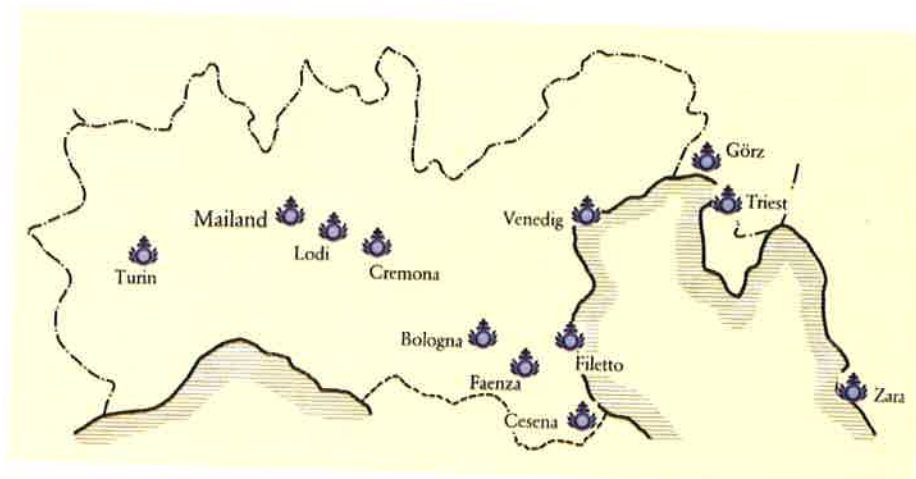 Görz
Triest
Mailand
Venedig
Lodi
Cremona
Turin
Bologna
Filetto
Faenza
Zara
Cesena